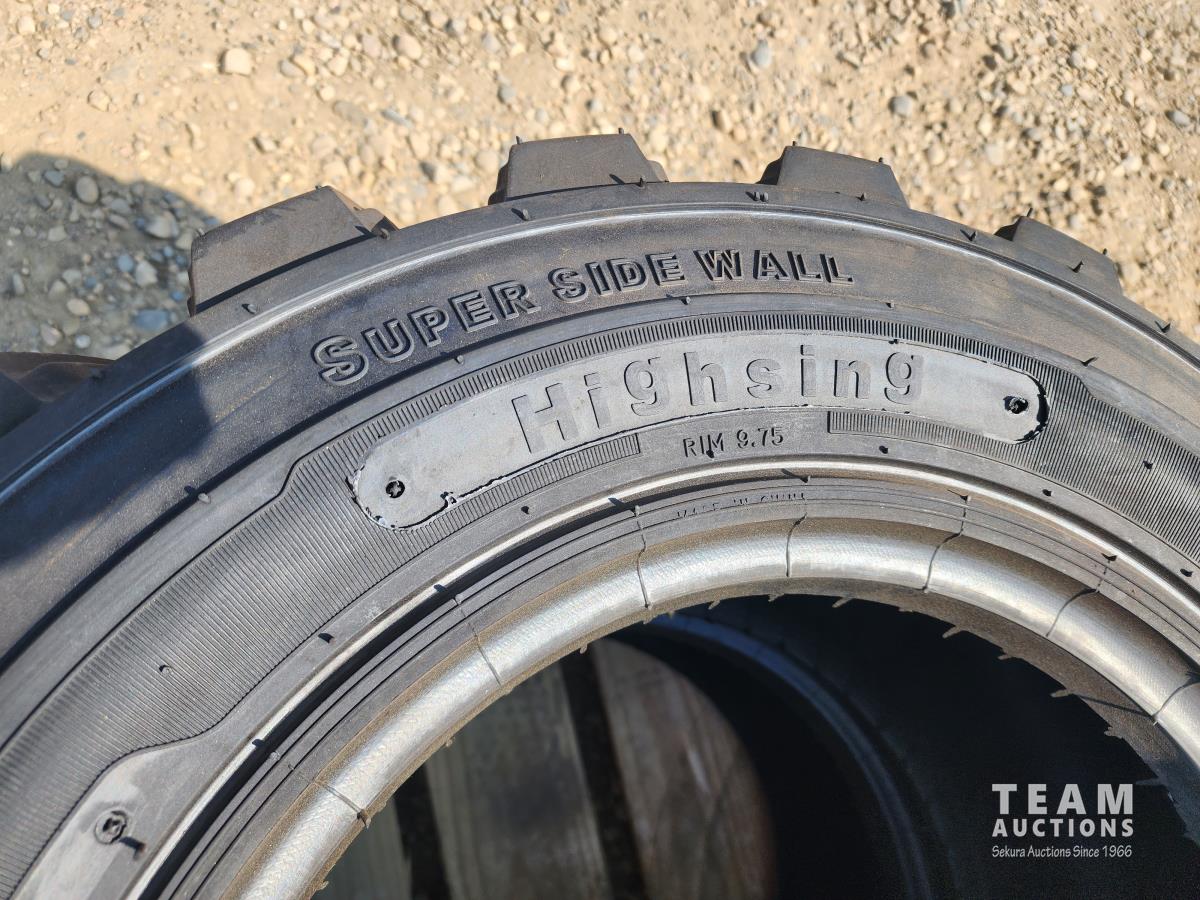 SUPER SIDE WALL
Highsing
RIM 9.75
TEAM
AUCTIONS
Sekura Auctions Since 1966